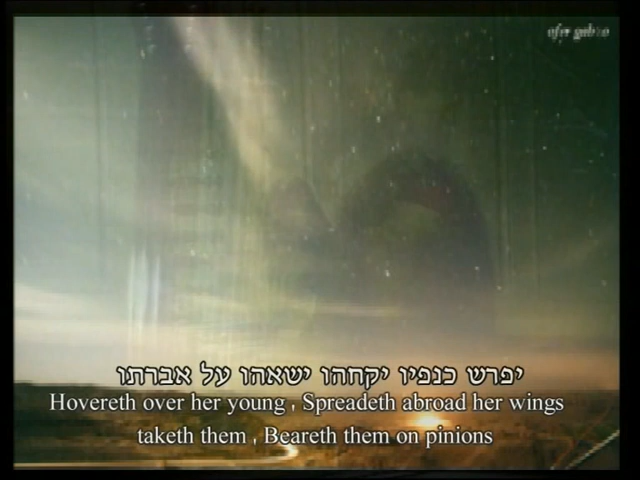 יפרש כנפיו יקחהו ישאהו על אברתו
Hovereth over her young , Spreadeth abroad her wings
taketh them , Beareth them on pinions